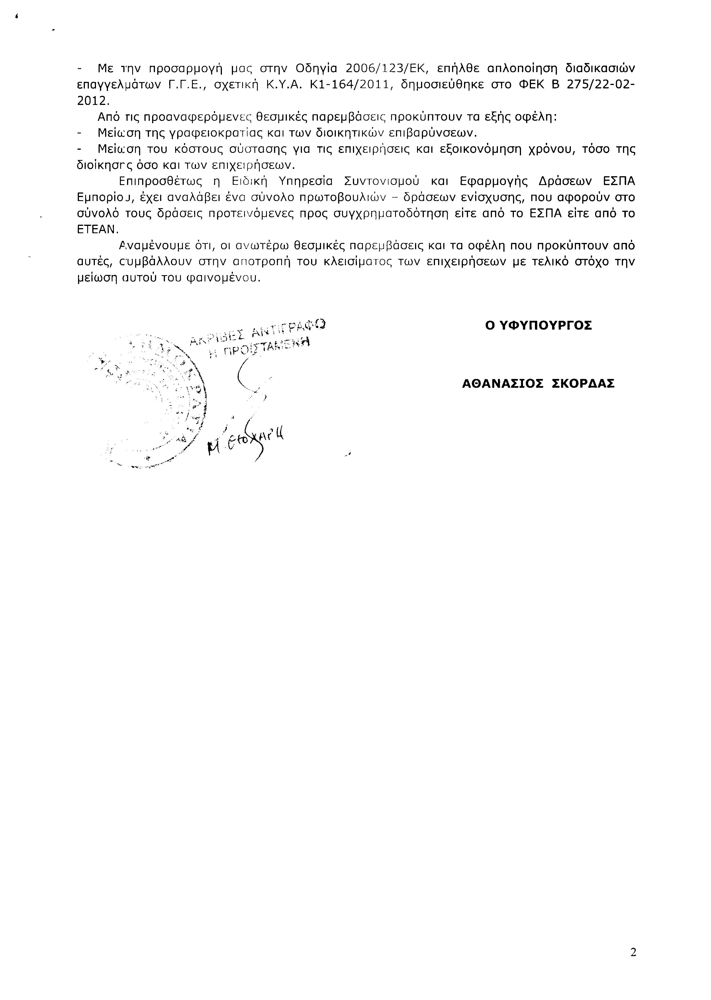 - Με την προσαρμογή μας στην Οδηγία 2006/123/ΕΚ, επήλθε απλοποίηση διαδικασιών
επαγγελμάτων Γ.Γ.Ε., σχετική Κ.Υ.Α. Κ1-164/2011, δημοσιεύθηκε στο ΦΕΚ Β 275/22-02-
2012.
Από τις προαναφερόμενες θεσμικές παρεμβάσεις προκύπτουν τα εξής οφέλη:
- Μείωση της γραφειοκρατίας και των διοικητικών επιβαρύνσεων.
- Μείωση του κόστους σύστασης για τις επιχειρήσεις και εξοικονόμηση χρόνου, τόσο της
διοίκησης όσο και των επιχειρήσεων.
Επιπροσθέτως η Ειδική Υπηρεσία Συντονισμού και Εφαρμογής Δράσεων ΕΣΠΑ
Εμπορίου, έχει αναλάβει ένα σύνολο πρωτοβουλιών – δράσεων ενίσχυσης, που αφορούν στο
σύνολό τους δράσεις προτεινόμενες προς συγχρηματοδότηση είτε από το ΕΣΠΑ είτε από το
ΕΤΕΑΝ.
Αναμένουμε ότι, οι ανωτέρω θεσμικές παρεμβάσεις και τα οφέλη που προκύπτουν από
αυτές, συμβάλλουν στην αποτροπή του κλεισίματος των επιχειρήσεων με τελικό στόχο την
μείωση αυτού του φαινομένου.
Ο ΥΦΥΠΟΥΡΓΟΣ
ΑΚΡΙΒΕΣ ΑΝΤΙΓΡΑΦΟ
Η ΠΡΟΪΣΤΑΜΕΝΗ
ΑΘΑΝΑΣΙΟΣ ΣΚΟΡΔΑΣ
2